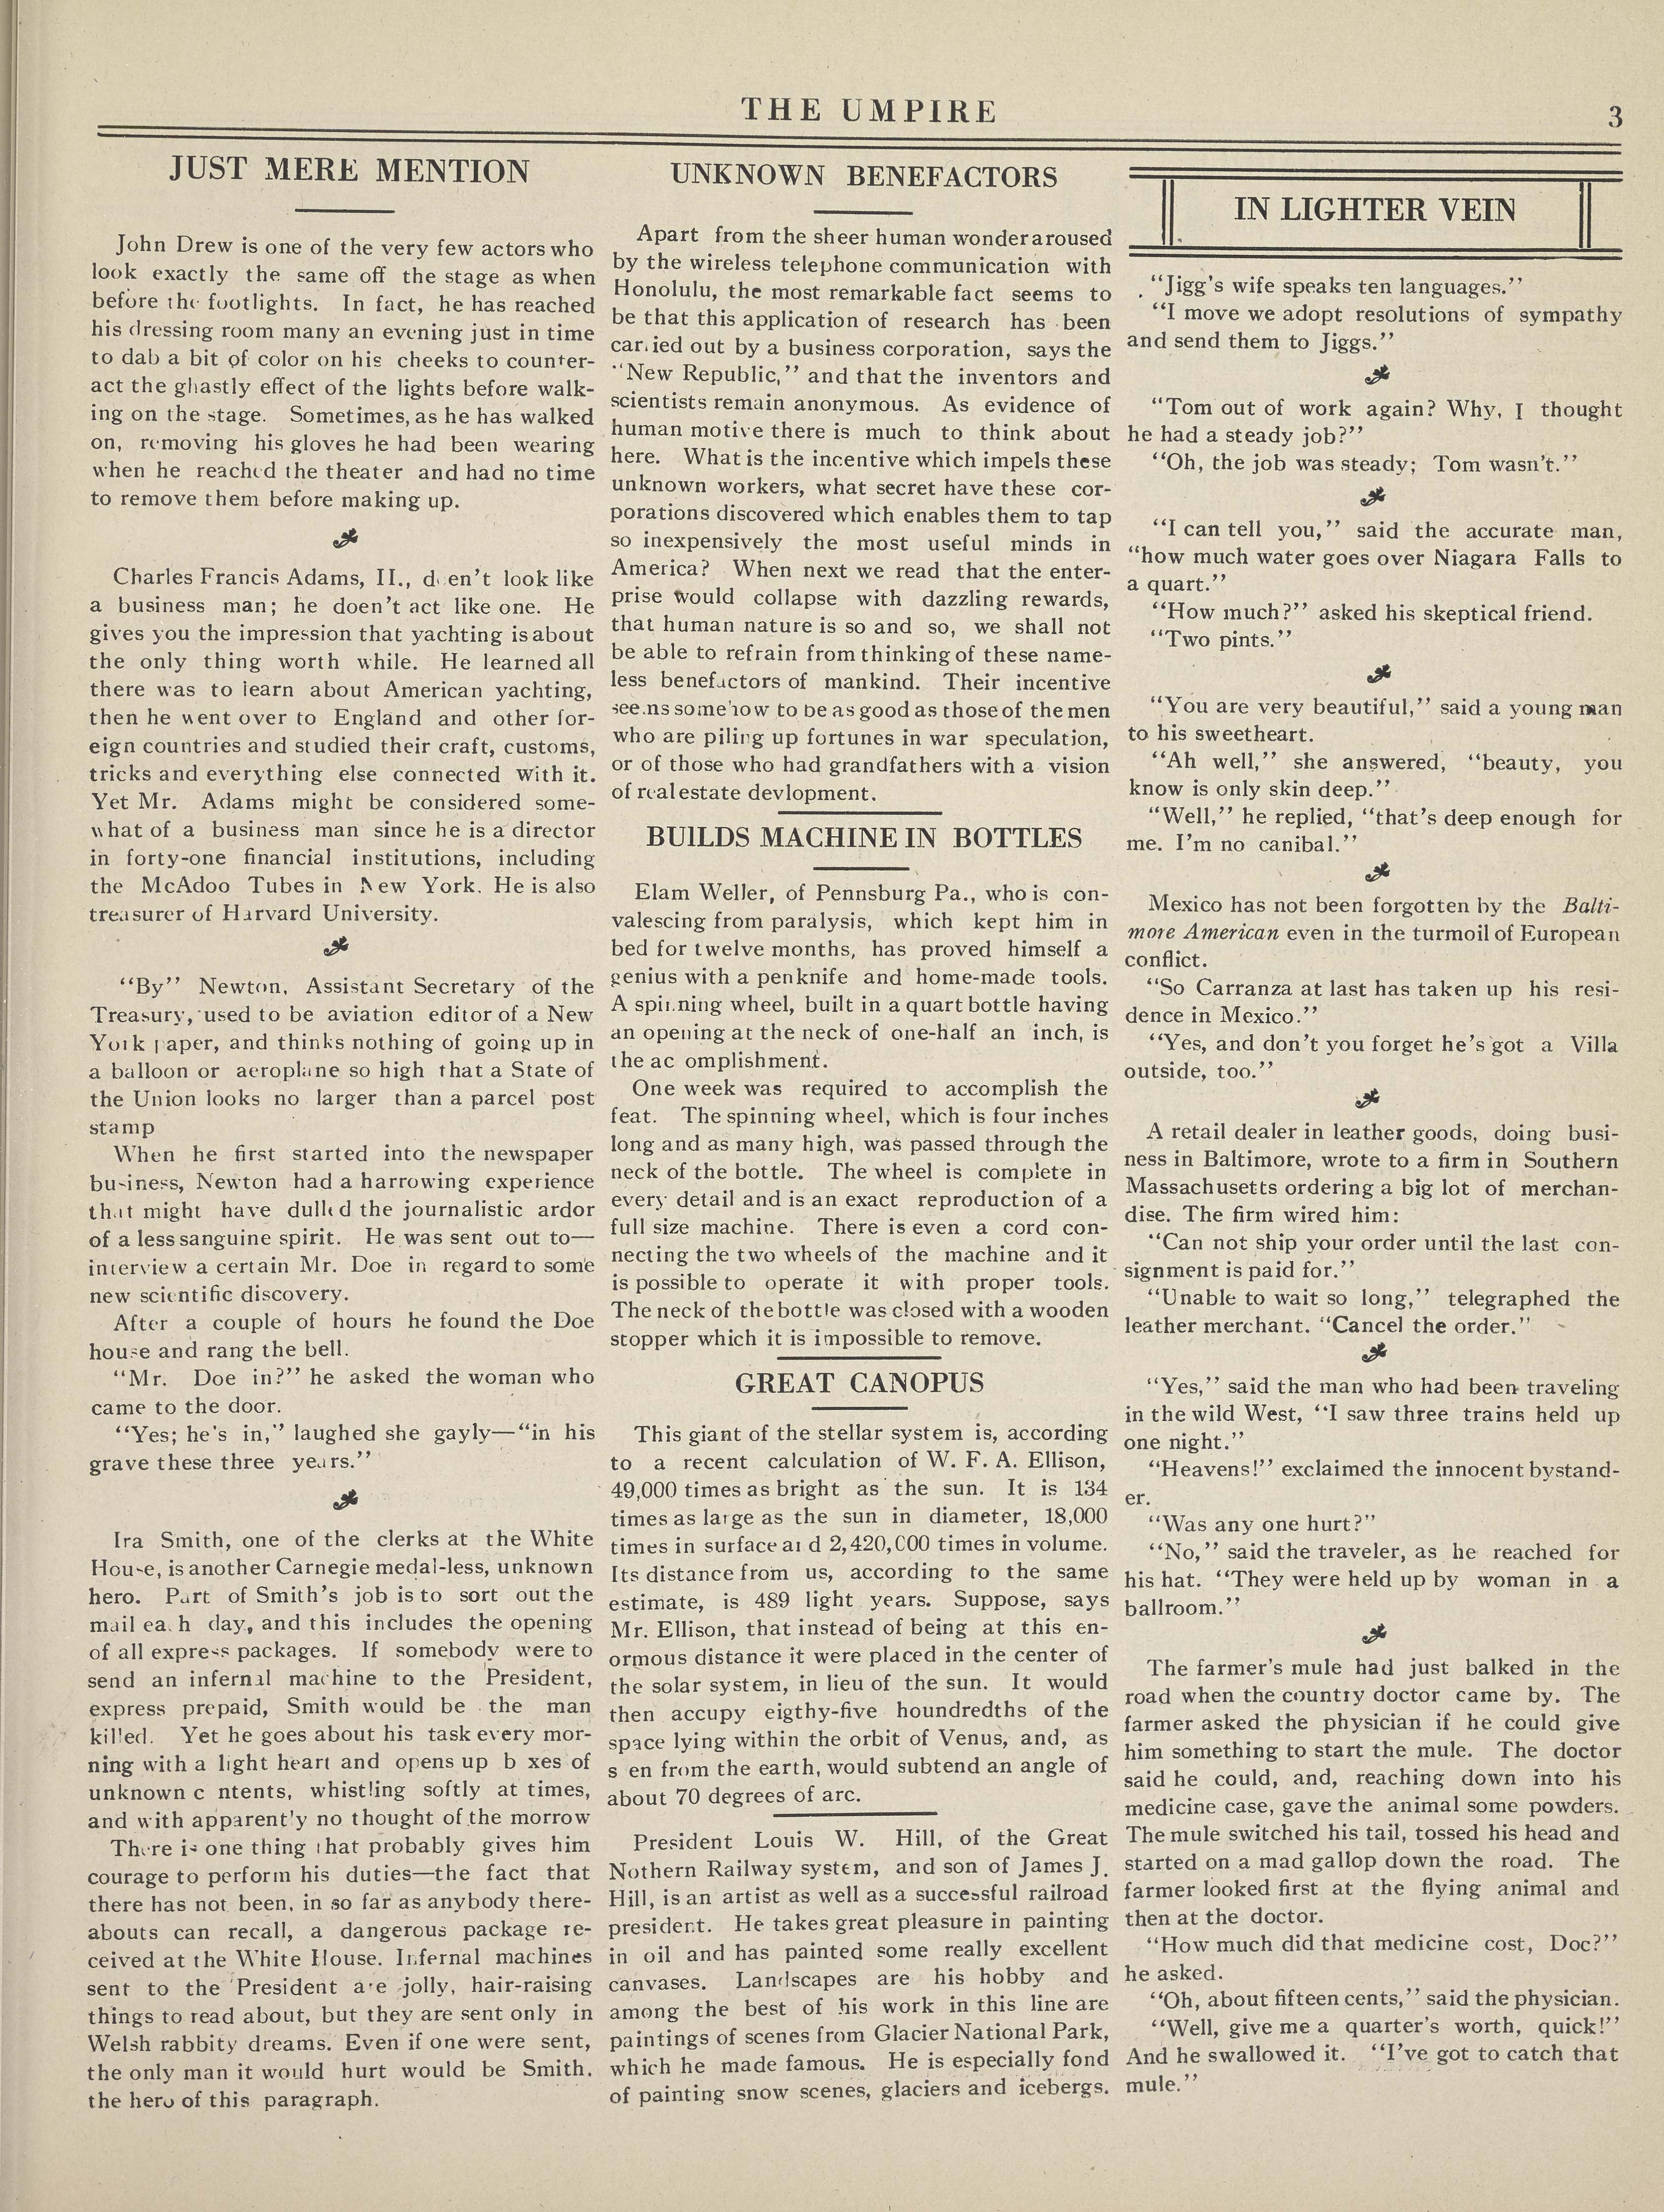 THE UMPIRE
3
JUST MERE MENTION
John Drew is one of the very few actors who
look exactly the same off the stage as when
before the footlights. In fact, he has reached
his dressing room many an evening just in time
to dab a bit of color on his cheeks to counter-
act the ghastly effect of the lights before walk-
ing on the stage. Sometimes, as he has walked
on, removing his gloves he had been wearing
when he reached the theater and had no time
to remove them before making up.
Charles Francis Adams, II., d en't look like
a business man; he doen't act like one. He
gives you the impression that yachting is about
the only thing worth while. He learned all
there was to learn about American yachting,
then he went over to England and other for-
eign countries and studied their craft, customs,
tricks and everything else connected with it.
Yet Mr. Adams might be considered some-
what of a business man since he is a director
in forty-one financial institutions, including
the McAdoo Tubes in New York. He is also
treasurer of Harvard University.
"By" Newton, Assistant Secretary of the
Treasury, used to be aviation editor of a New
York paper, and thinks nothing of going up in
a balloon or aeroplane so high that a State of
the Union looks no larger than a parcel post
stamp
When he first started into the newspaper
business, Newton had a harrowing experience
that might have dulled the journalistic ardor
of a less sanguine spirit. He was sent out to—
interview a certain Mr. Doe in regard to some
new scientific discovery.
After a couple of hours he found the Doe
house and rang the bell.
"Mr. Doe in?" he asked the woman who
came to the door.
"Yes; he's in," laughed she gayly—"in his
grave these three years."
Ira Smith, one of the clerks at the White
House, is another Carnegie medal-less, unknown
hero. Part of Smith's job is to sort out the
mail ea h day, and this includes the opening
of all express packages. If somebody were to
send an infernal machine to the President,
express prepaid, Smith would be the man
killed. Yet he goes about his task every mor-
ning with a light heart and opens up b xes of
unknown c ntents, whistling softly at times,
and with apparent'y no thought of the morrow
There is one thing that probably gives him
courage to perform his duties—the fact that
there has not been, in so far as anybody there-
abouts can recall, a dangerous package re-
ceived at the White House. Infernal machines
sent to the President are jolly, hair-raising
things to read about, but they are sent only in
Welsh rabbity dreams. Even if one were sent,
the only man it would hurt would be Smith,
the hero of this paragraph.
UNKNOWN BENEFACTORS
Apart from the sheer human wonder aroused
by the wireless telephone communication with
Honolulu, the most remarkable fact seems to
be that this application of research has been
carried out by a business corporation, says the
"New Republic," and that the inventors and
scientists remain anonymous. As evidence of
human motive there is much to think about
here. What is the incentive which impels these
unknown workers, what secret have these cor-
porations discovered which enables them to tap
so inexpensively the most useful minds in
America? When next we read that the enter-
prise would collapse with dazzling rewards,
that human nature is so and so, we shall not
be able to refrain from thinking of these name-
less benefactors of mankind. Their incentive
seems somehow to be as good as those of the men
who are piling up fortunes in war speculation,
or of those who had grandfathers with a vision
of real estate devlopment.
BUILDS MACHINE IN BOTTLES
Elam Weller, of Pennsburg Pa., who is con-
valescing from paralysis, which kept him in
bed for twelve months, has proved himself a
genius with a penknife and home-made tools.
A spinning wheel, built in a quart bottle having
an opening at the neck of one-half an inch, is
the ac omplishment.
One week was required to accomplish the
feat. The spinning wheel, which is four inches
long and as many high, was passed through the
neck of the bottle. The wheel is complete in
every detail and is an exact reproduction of a
full size machine. There is even a cord con-
necting the two wheels of the machine and it
is possible to operate it with proper tools.
The neck of the bottle was closed with a wooden
stopper which it is impossible to remove.
GREAT CANOPUS
This giant of the stellar system is, according
to a recent calculation of W. F. A. Ellison,
49,000 times as bright as the sun. It is 134
times as large as the sun in diameter, 18,000
times in surface ar d 2,420,000 times in volume.
Its distance from us, according to the same
estimate, is 489 light years. Suppose, says
Mr. Ellison, that instead of being at this en-
ormous distance it were placed in the center of
the solar system, in lieu of the sun. It would
then accupy eigthy-five houndredths of the
space lying within the orbit of Venus, and, as
s en from the earth, would subtend an angle of
about 70 degrees of arc.
President Louis W. Hill, of the Great
Nothern Railway system, and son of James J.
Hill, is an artist as well as a successful railroad
president. He takes great pleasure in painting
in oil and has painted some really excellent
canvases. Landscapes are his hobby and
among the best of his work in this line are
paintings of scenes from Glacier National Park,
which he made famous. He is especially fond
of painting snow scenes, glaciers and icebergs.
IN LIGHTER VEIN
"Jigg's wife speaks ten languages."
"I move we adopt resolutions of sympathy
and send them to Jiggs."
"Tom out of work again? Why, I thought
he had a steady job?"
"Oh, the job was steady; Tom wasn't."
"I can tell you," said the accurate man,
"how much water goes over Niagara Falls to
a quart."
"How much?" asked his skeptical friend.
"Two pints."
"You are very beautiful," said a young man
to his sweetheart.
"Ah well," she answered, "beauty, you
know is only skin deep."
"Well," he replied, "that's deep enough for
me. I'm no canibal."
Mexico has not been forgotten by the Balti-
more American even in the turmoil of European
conflict.
"So Carranza at last has taken up his resi-
dence in Mexico."
"Yes, and don't you forget he's got a Villa
outside, too."
A retail dealer in leather goods, doing busi-
ness in Baltimore, wrote to a firm in Southern
Massachusetts ordering a big lot of merchan-
dise. The firm wired him:
"Can not ship your order until the last con-
signment is paid for."
"Unable to wait so long," telegraphed the
leather merchant. "Cancel the order."
"Yes," said the man who had been traveling
in the wild West, "I saw three trains held up
one night."
"Heavens!" exclaimed the innocent bystand-
er.
"Was any one hurt?"
"No," said the traveler, as he reached for
his hat. "They were held up by woman in a
ballroom."
The farmer's mule had just balked in the
road when the country doctor came by. The
farmer asked the physician if he could give
him something to start the mule. The doctor
said he could, and, reaching down into his
medicine case, gave the animal some powders.
The mule switched his tail, tossed his head and
started on a mad gallop down the road. The
farmer looked first at the flying animal and
then at the doctor.
"How much did that medicine cost, Doc?"
he asked.
"Oh, about fifteen cents," said the physician.
"Well, give me a quarter's worth, quick!"
And he swallowed it. "I've got to catch that
mule."